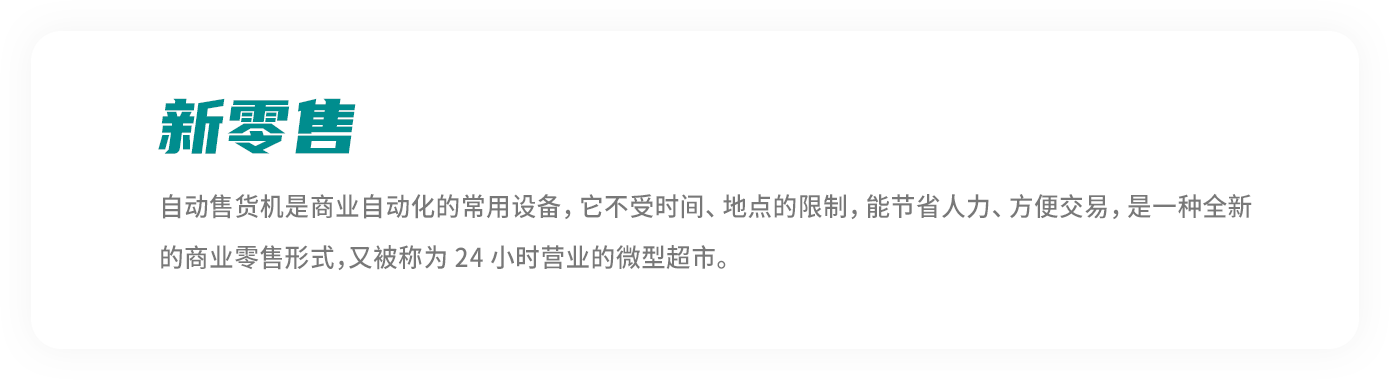 新零售
自动售货机是商业自动化的常用设备，它不受时间、地点的限制，能节省人力、方便交易，是一种全新
的商业零售形式，又被称为 24 小时营业的微型超市。